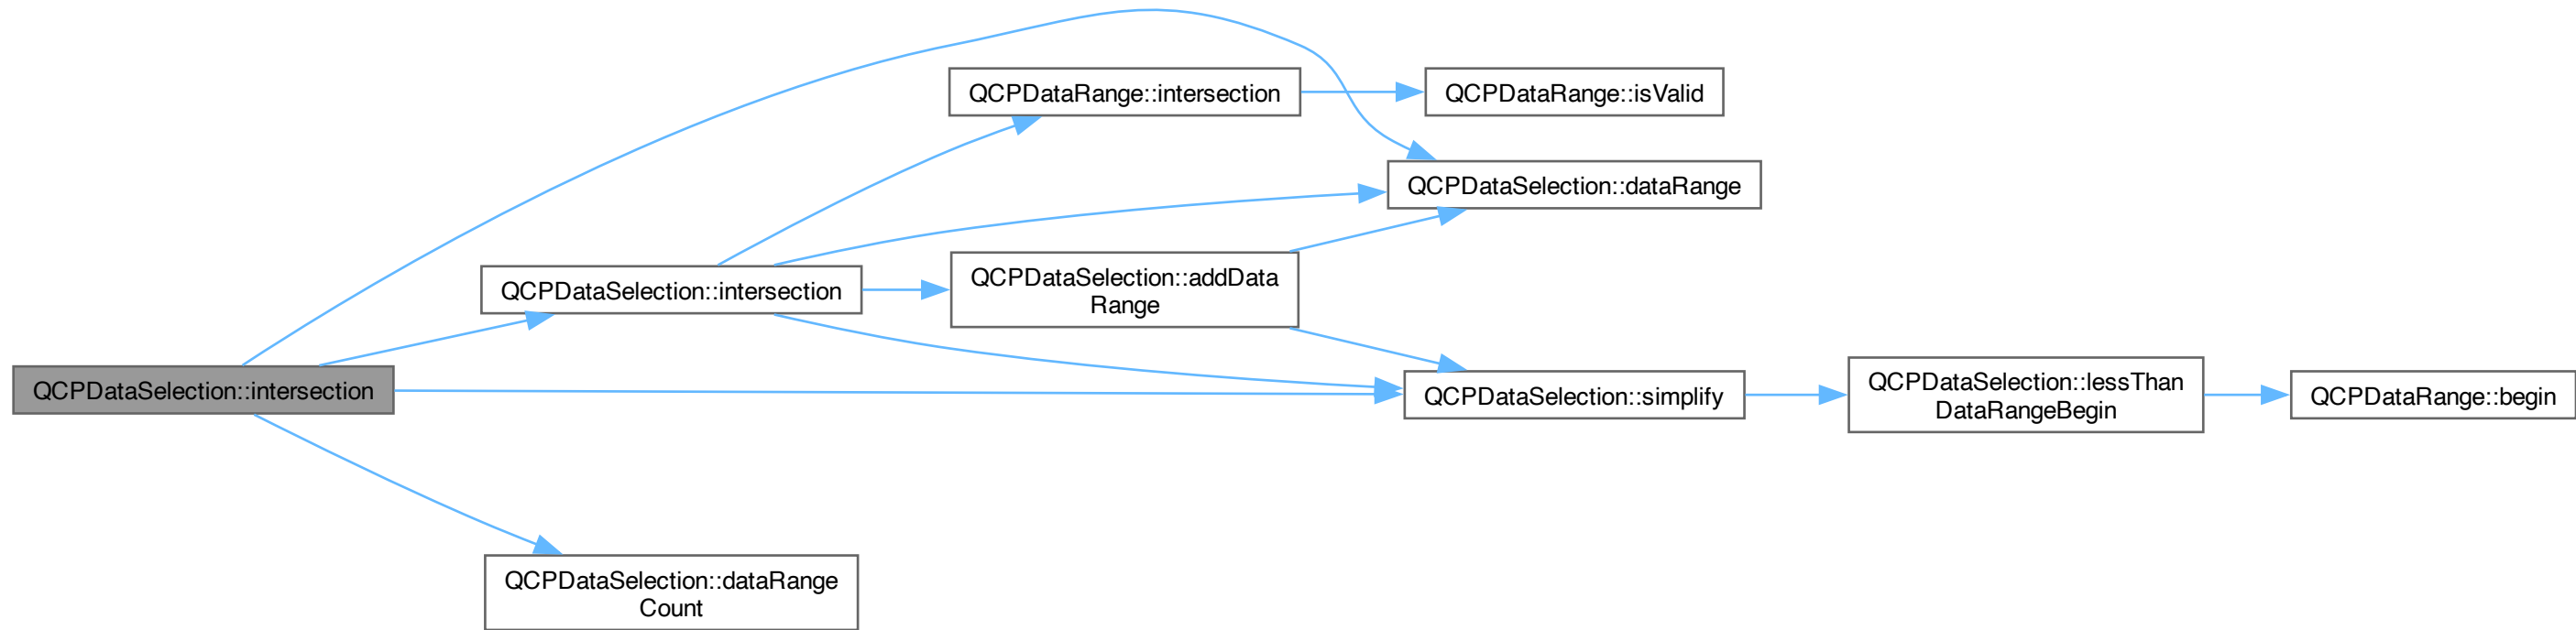 QCPDataRange::intersection
QCPDataRange::isValid
QCPDataSelection::dataRange
QCPDataSelection::intersection
QCPDataSelection::addData
Range
QCPDataSelection::intersection
QCPDataSelection::simplify
QCPDataSelection::lessThan
DataRangeBegin
QCPDataRange::begin
QCPDataSelection::dataRange
Count